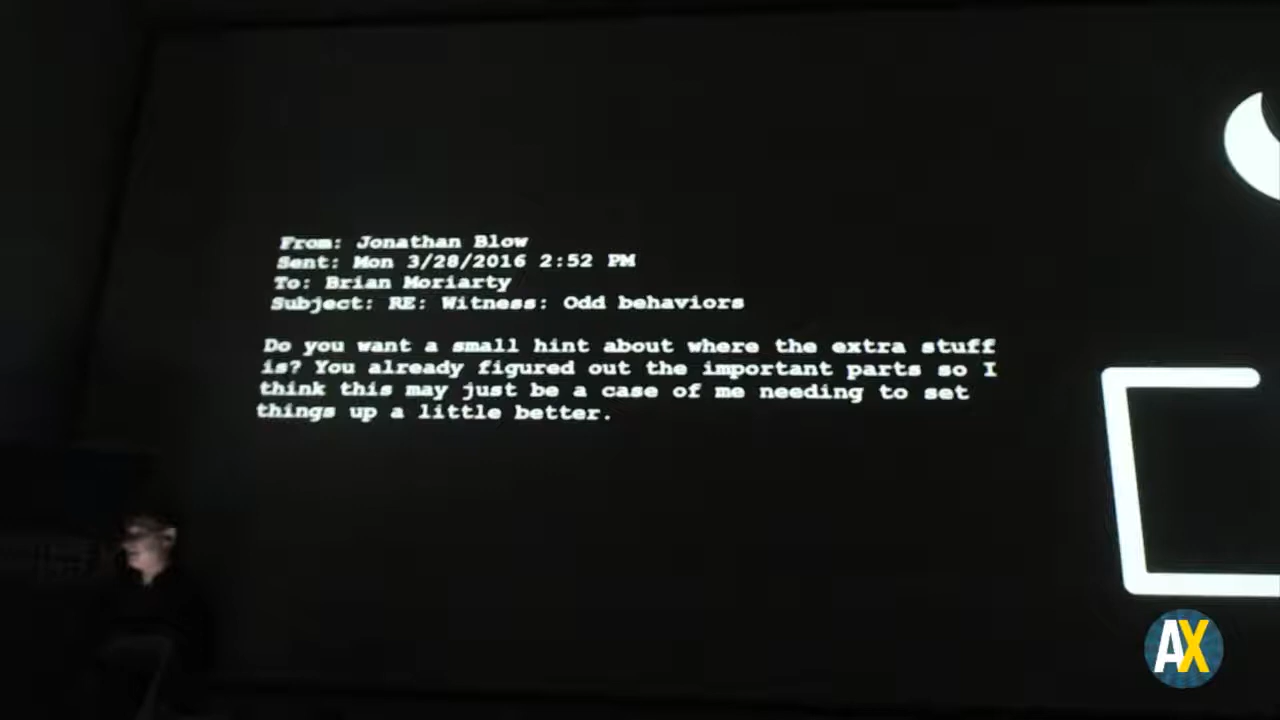 From: Jonathan Blow
Sent: Mon 3/28/2016 2:52 PM
To: Brian Moriarty
Subject: RE: Witness: Odd behaviors
Do you want a small hint about where the extra stuff
is? You already figured out the important parts so I
think this may just be a case of me needing to set
things up a little better.
AX